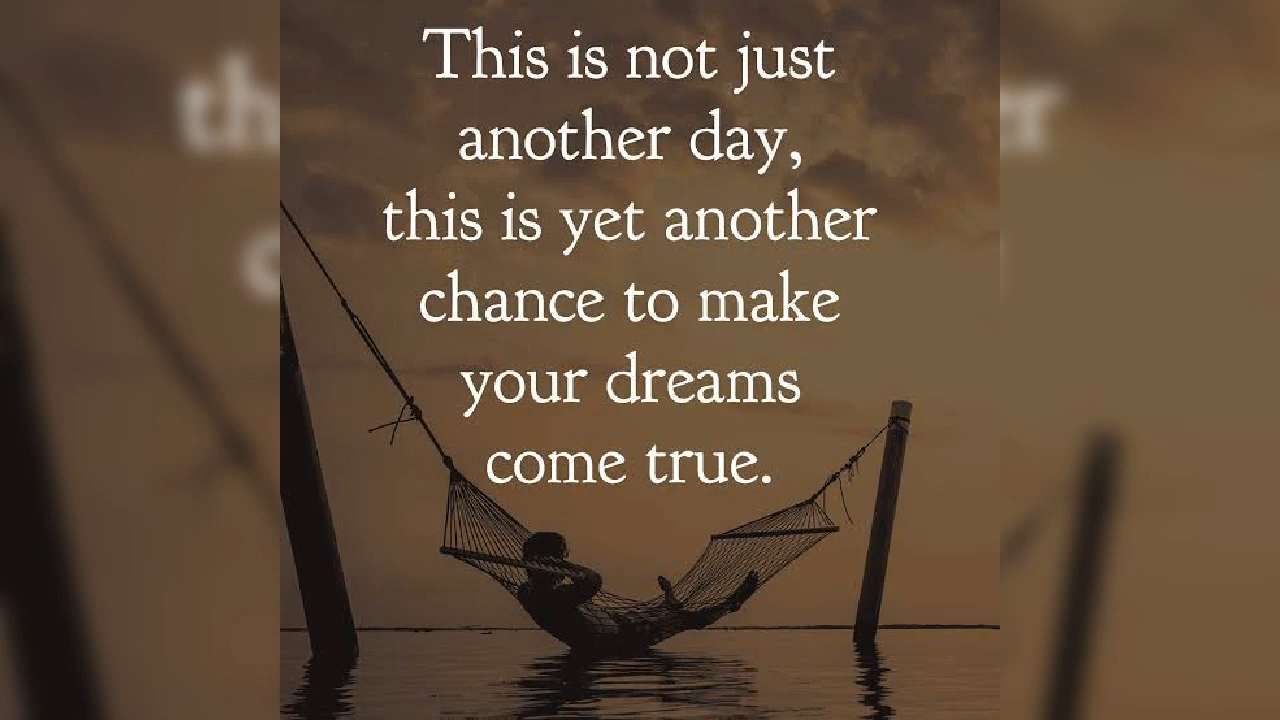 This is not just
another day,
this is yet another
chance to make
your dreams
come true.